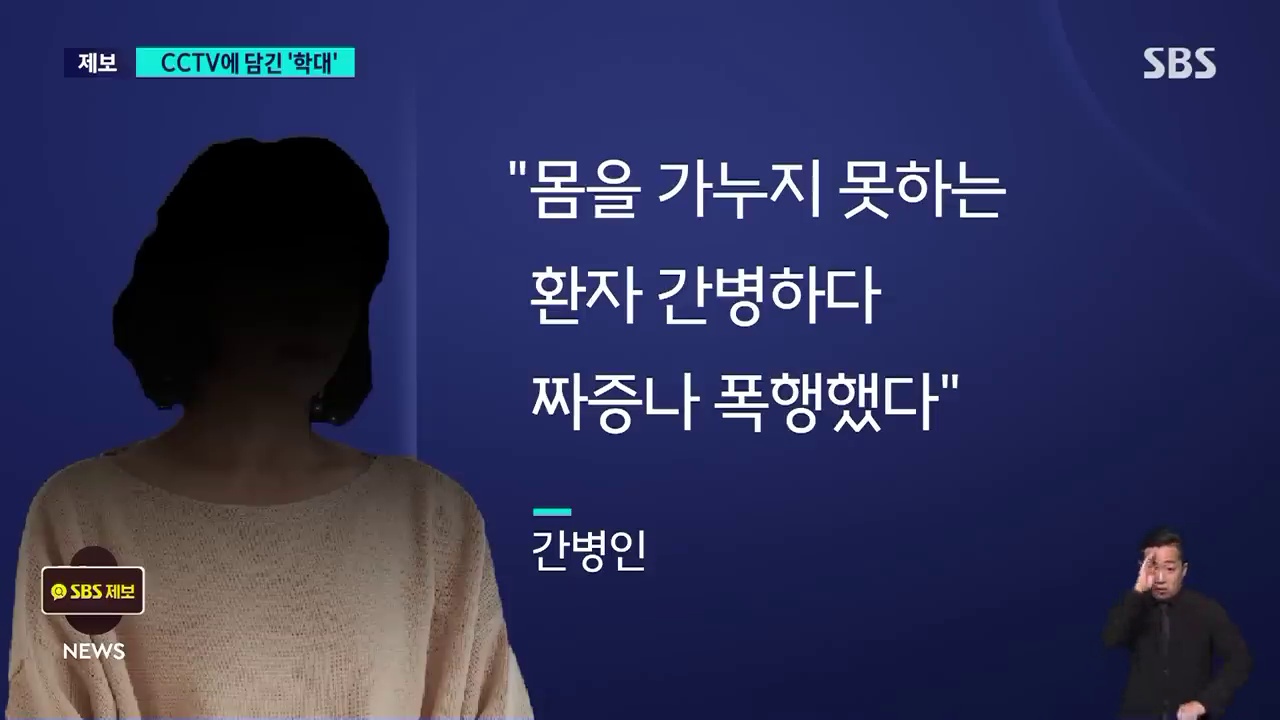 제보 CCTV에 담긴 '학대'
SBS
"몸을 가누지 못하는
환자 간병하다
짜증나 폭행했다"
간병인
SBS 제보
NEWS